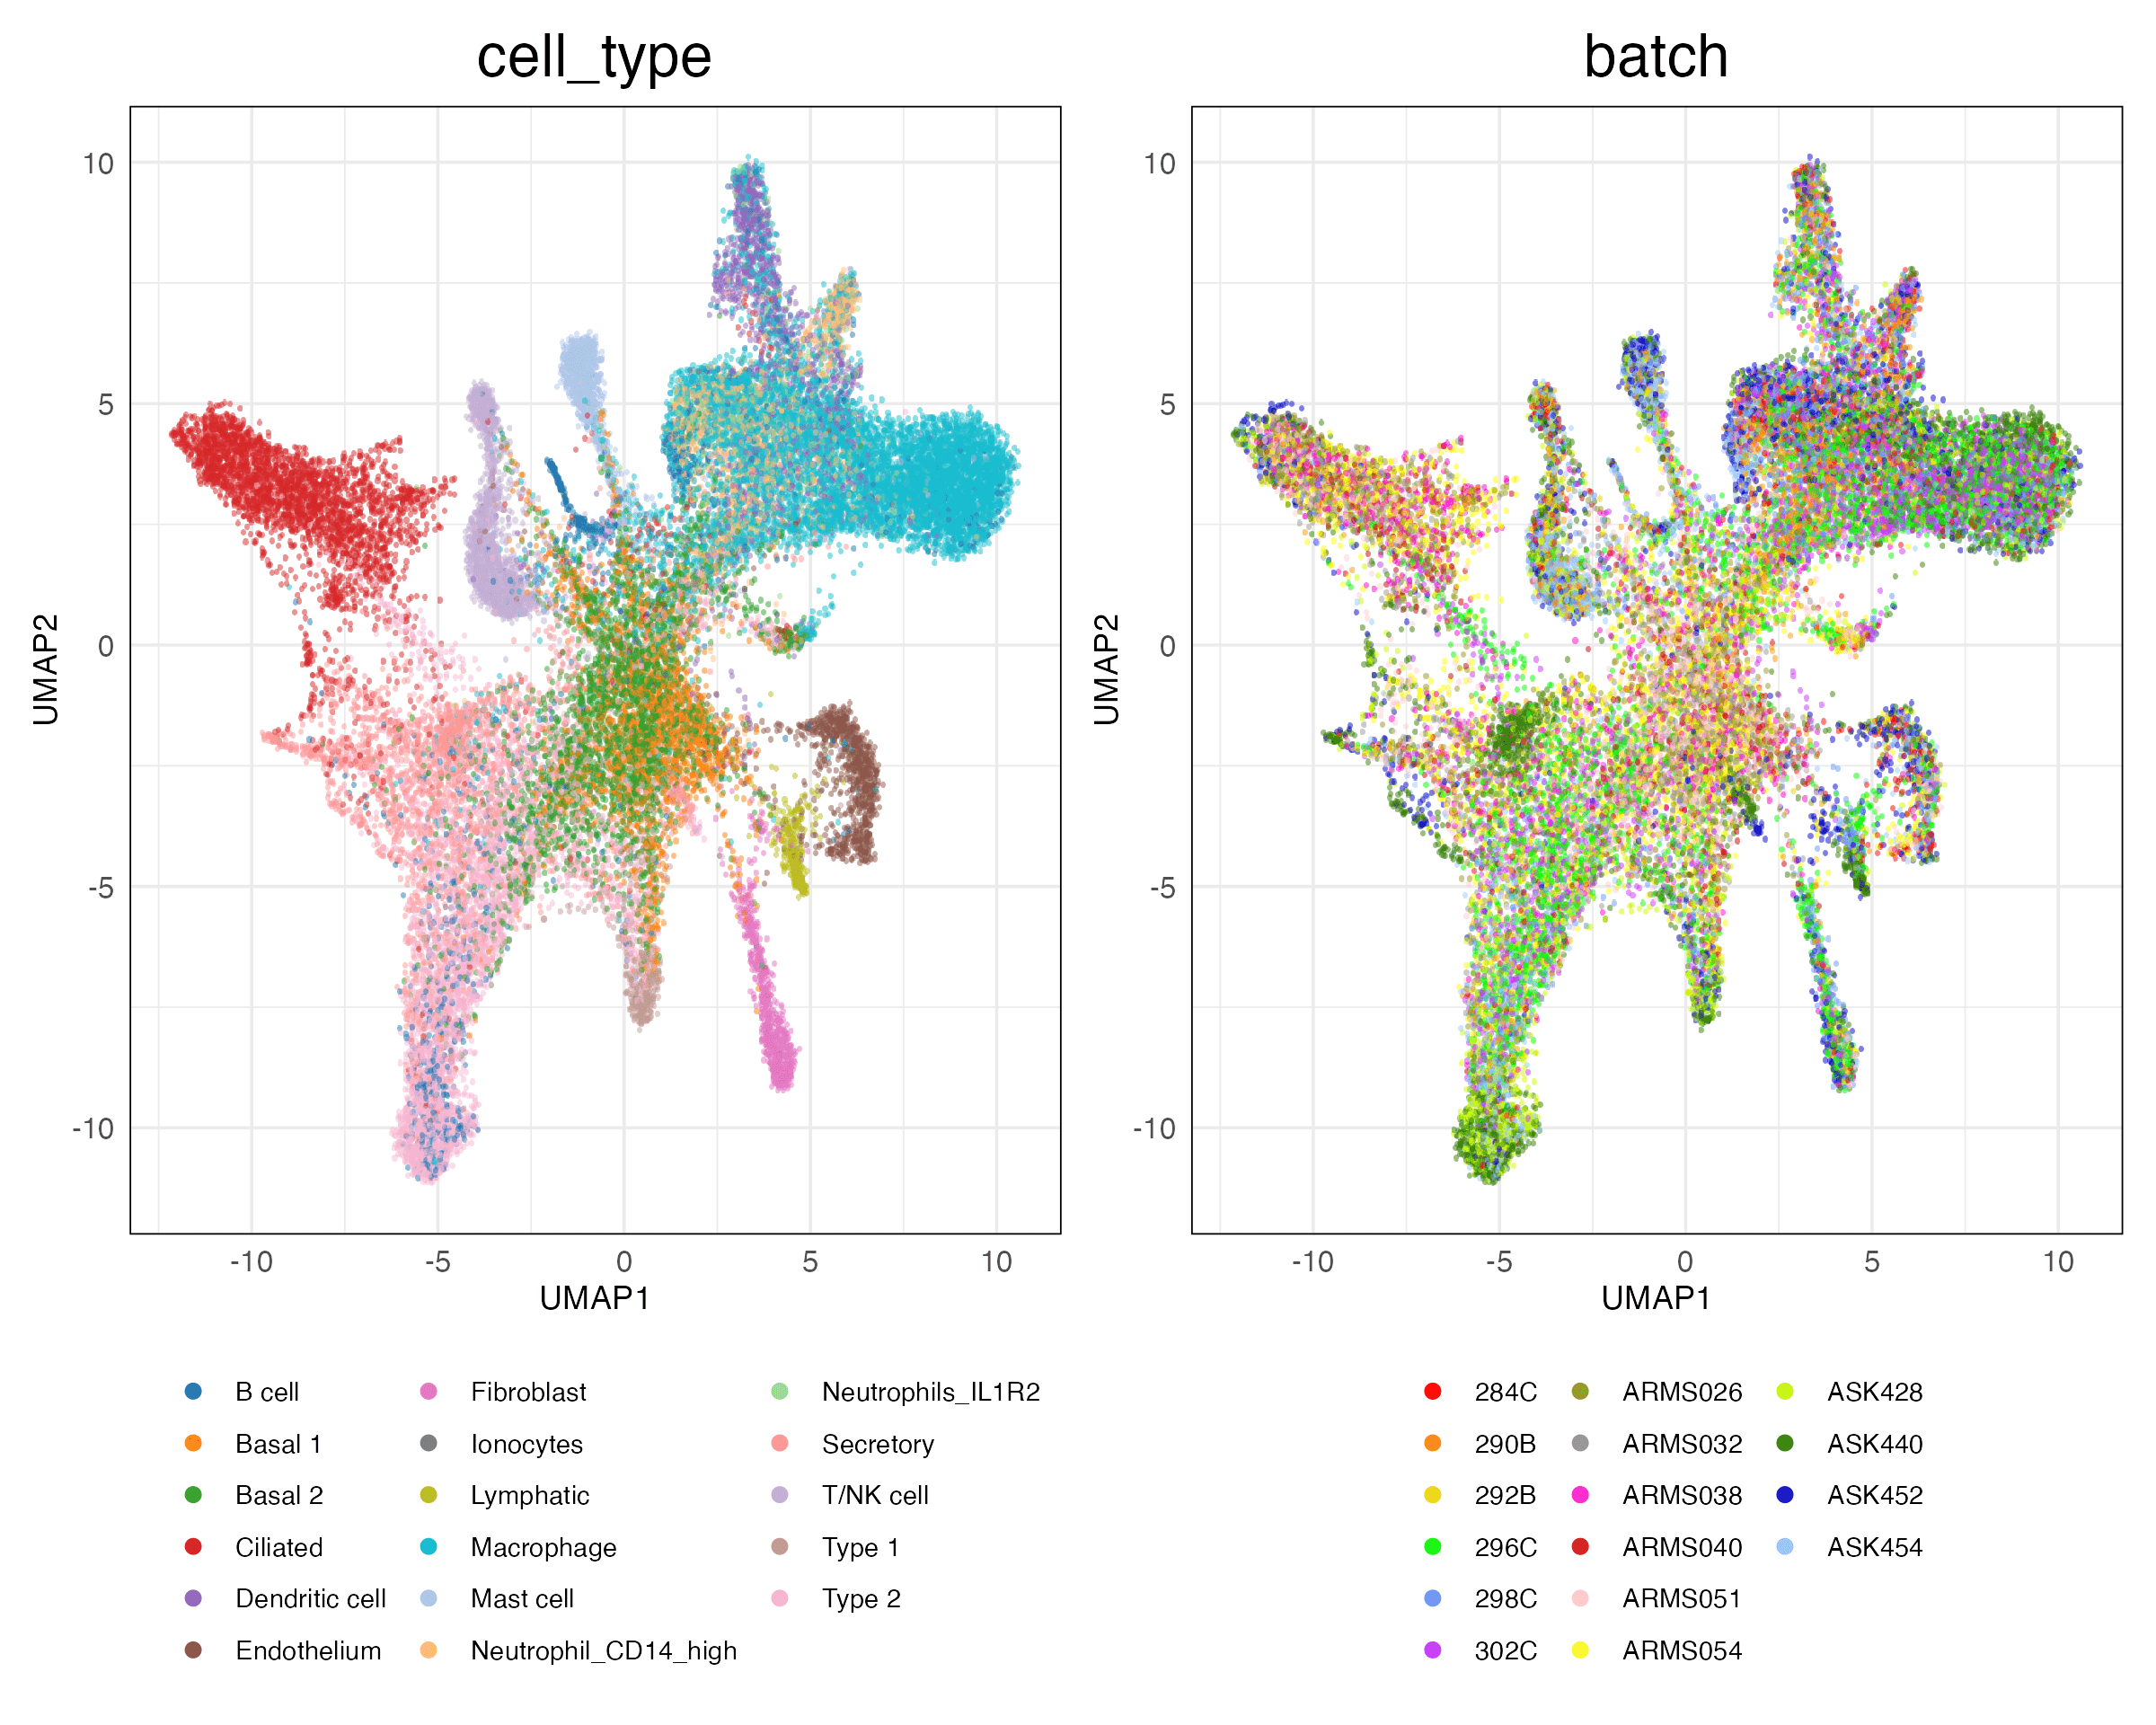 cell_type
10
5
0
-5
-10
UMAP2
-10 -5 0 5 10
UMAP1
B cell Fibroblast Neutrophils_IL1R2
Basal 1 Ionocytes Secretory
Basal 2 Lymphatic T/NK cell
Ciliated Macrophage Type 1
Dendritic cell Mast cell Type 2
Endothelium Neutrophil_CD14_high
batch
10
5
0
-5
-10
UMAP2
-10 -5 0 5 10
UMAP1
284C ARMS026 ASK428
290B ARMS032 ASK440
292B ARMS038 ASK452
296C ARMS040 ASK454
298C ARMS051
302C ARMS054